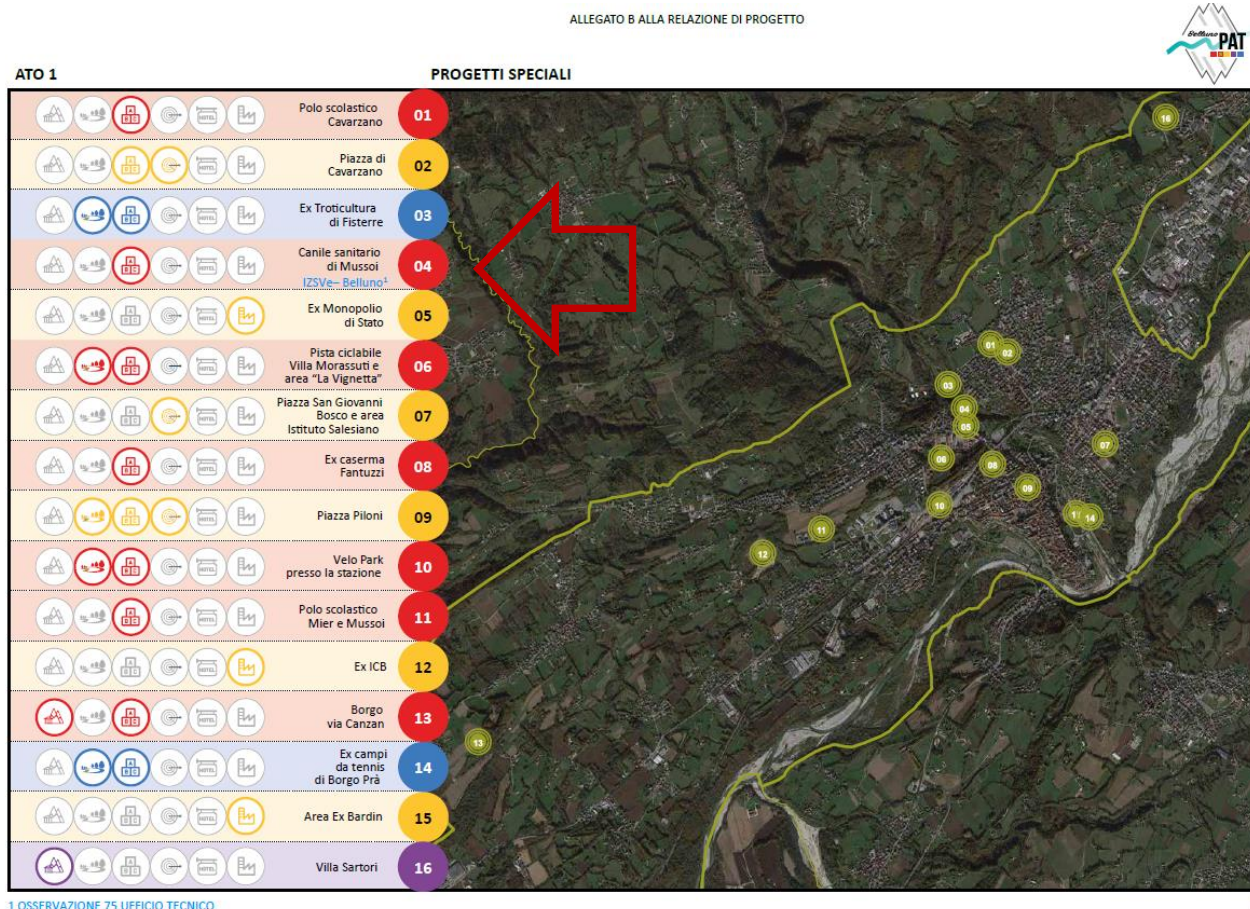 ALLEGATO B ALLA RELAZIONE DI PROGETTO
Belluno
PAT
ATO 1
PROGETTI SPECIALI
Polo scolastico
Cavarzano
01
Piazza di
Cavarzano
02
Ex Troticultura
di Fisterre
03
Canile sanitario
di Mussoi
IZSVe– Belluno¹
04
Ex Monopolio
di Stato
05
Pista ciclabile
Villa Morassuti e
area "La Vignetta"
06
Piazza San Giovanni
Bosco e area
Istituto Salesiano
07
Ex caserma
Fantuzzi
08
Piazza Piloni
09
Velo Park
presso la stazione
10
Polo scolastico
Mier e Mussoi
11
Ex ICB
12
Borgo
via Canzan
13
Ex campi
da tennis
di Borgo Prà
14
Area Ex Bardin
15
Villa Sartori
16
16
01
02
03
04
05
06
07
08
09
10
14
11
12
13
1 OSSERVAZIONE 75 UFFICIO TECNICO